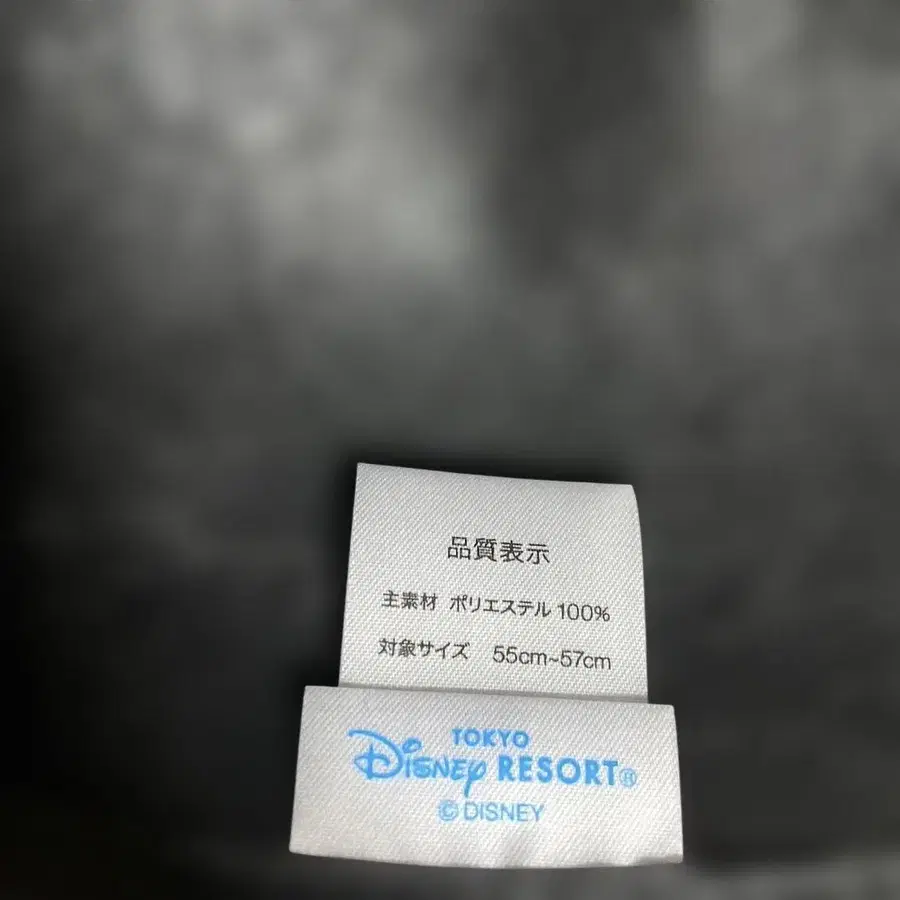 品質表示
主素材 ポリエステル 100%
対象サイズ 55cm~57cm
TOKYO
Disney RESORT®
© DISNEY